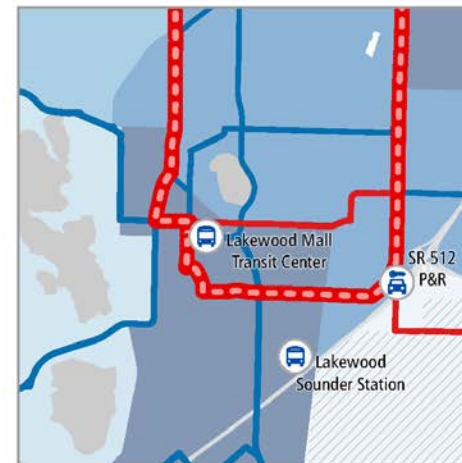 Lakewood Mall
Transit Center
SR 512
P&R
Lakewood
Sounder Station